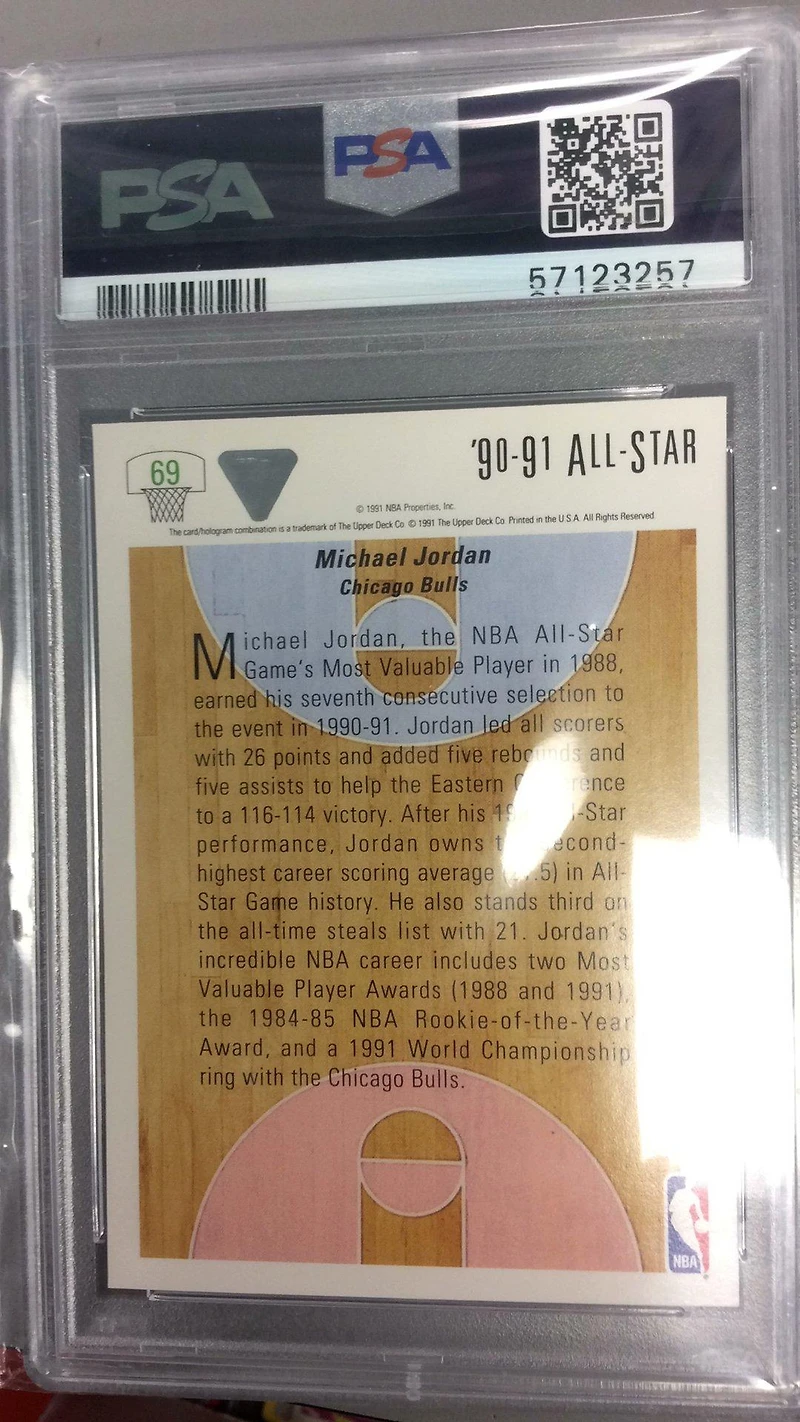 PSA
PSA
57123257
'90-91 ALL-STAR
69
© 1991 NBA Properties, Inc.
The card/hologram combination is a trademark of The Upper Deck Co. © 1991 The Upper Deck Co. Printed in the U.S.A. All Rights Reserved
Michael Jordan
Chicago Bulls
Michael Jordan, the NBA All-Star
Game's Most Valuable Player in 1988,
earned his seventh consecutive selection to
the event in 1990-91. Jordan led all scorers
with 26 points and added five rebounds and
five assists to help the Eastern
to a 116-114 victory. After his
performance, Jordan owns
highest career scoring average in All-
Star Game history. He also stands third on
the all-time steals list with 21. Jordan's
incredible NBA career includes two Most
Valuable Player Awards (1988 and 1991),
the 1984-85 NBA Rookie-of-the-Year
Award, and a 1991 World Championship
ring with the Chicago Bulls.
NBA